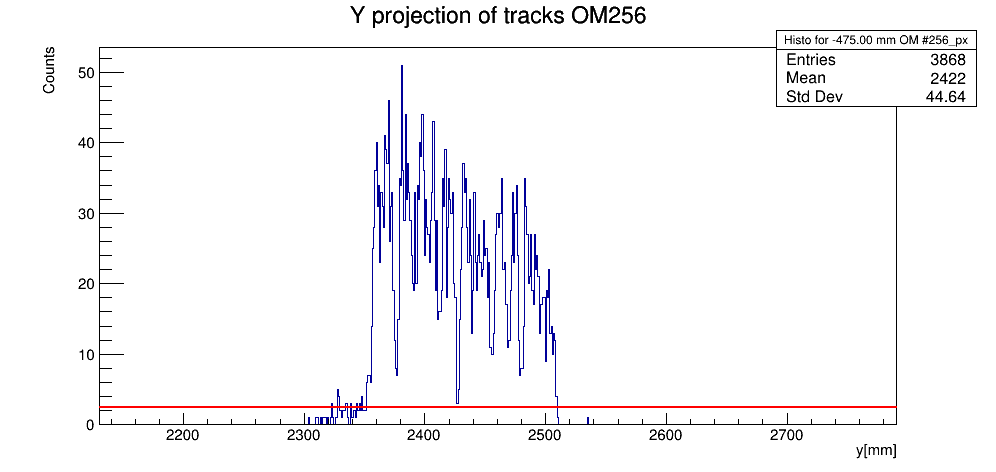 Y projection of tracks OM256
Histo for -475.00 mm OM #256_px
Entries 3868
Mean 2422
Std Dev 44.64
Counts
50
40
30
20
10
0
2200 2300 2400 2500 2600 2700
y[mm]